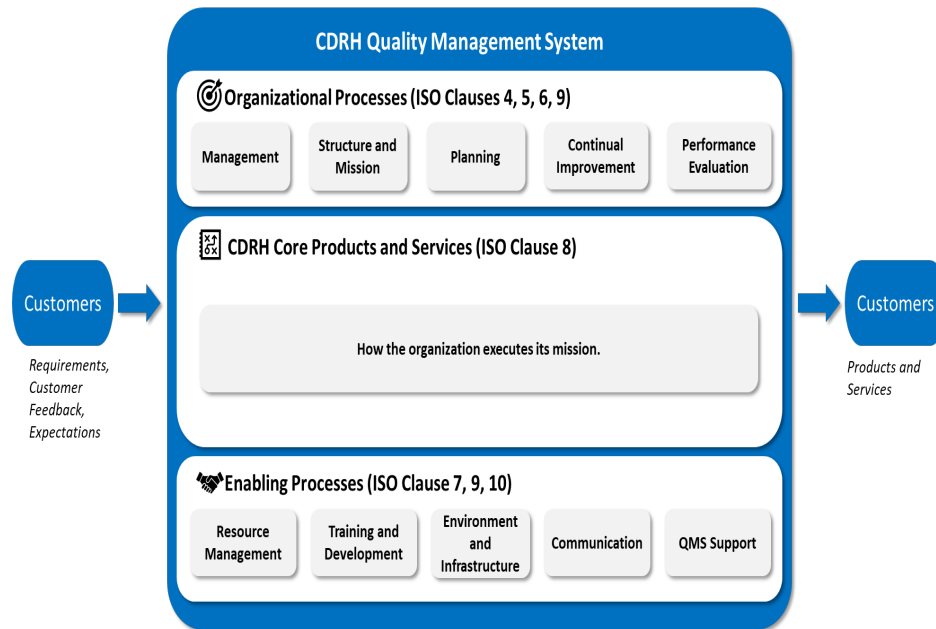 CDRH Quality Management System
Organizational Processes (ISO Clauses 4, 5, 6, 9)
Management
Structure and
Mission
Planning
Continual
Improvement
Performance
Evaluation
CDRH Core Products and Services (ISO Clause 8)
How the organization executes its mission.
Customers
Requirements,
Customer
Feedback,
Expectations
Customers
Products and
Services
Enabling Processes (ISO Clause 7, 9, 10)
Resource
Management
Training and
Development
Environment
and
Infrastructure
Communication
QMS Support